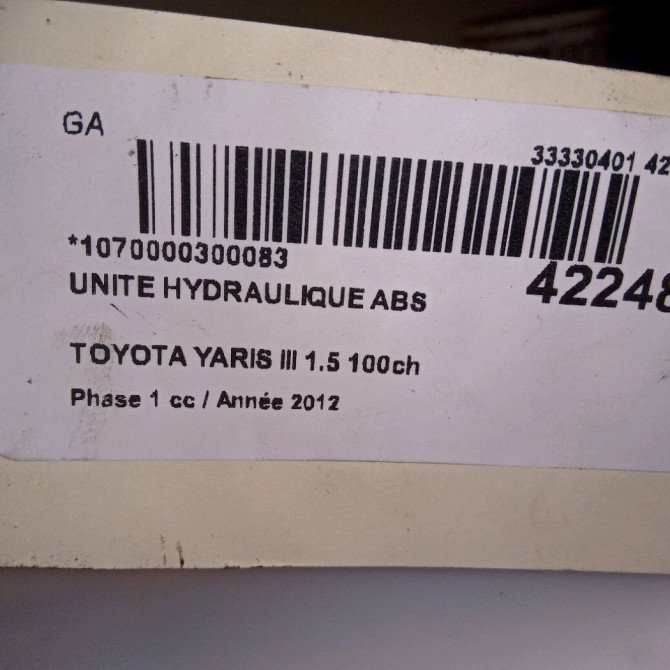 GA
33330401 42
*1070000300083
42248
UNITE HYDRAULIQUE ABS
TOYOTA YARIS III 1.5 100ch
Phase 1 cc / Année 2012